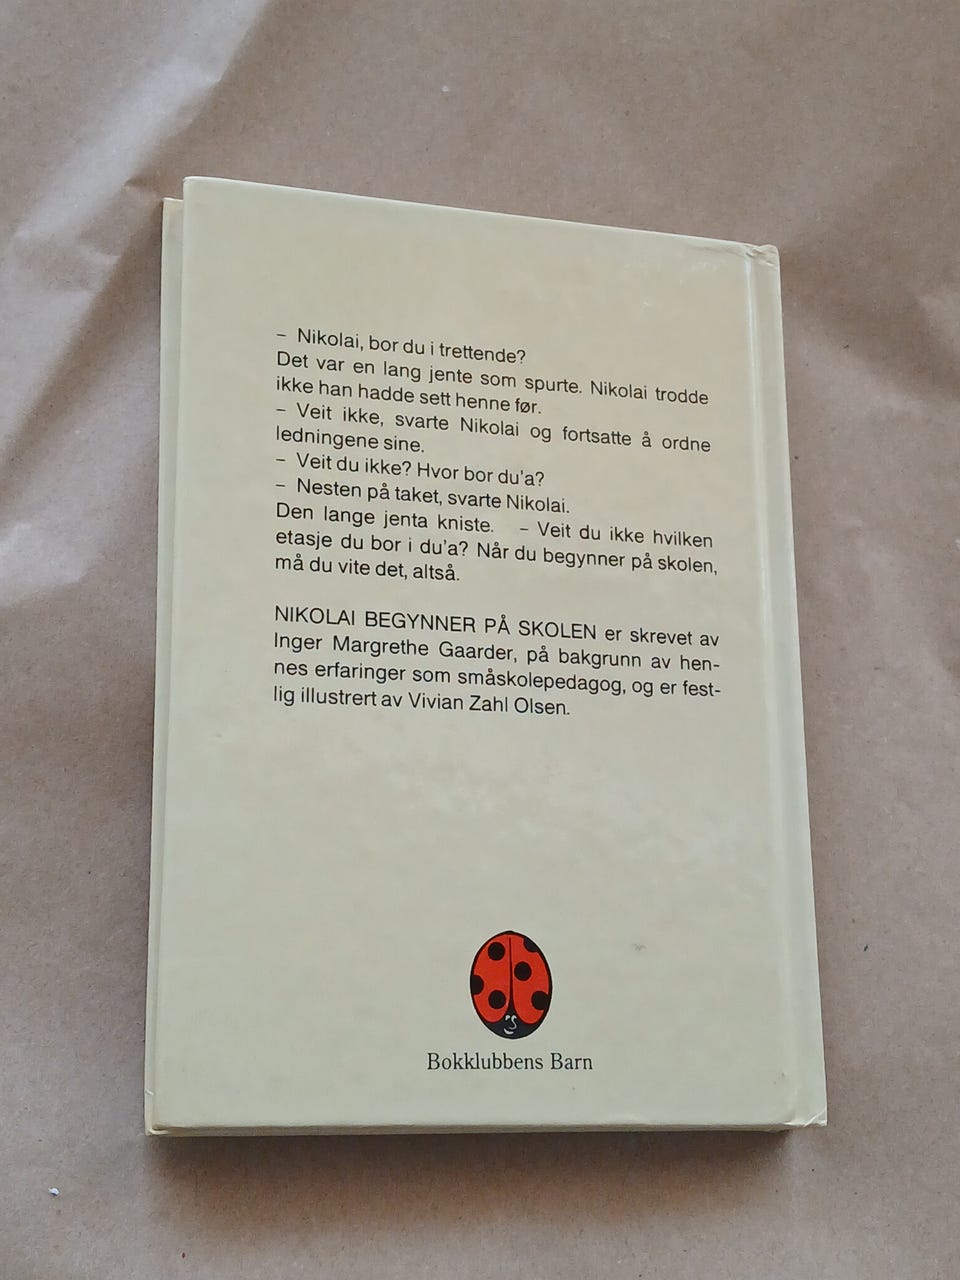 – Nikolai, bor du i trettende?
Det var en lang jente som spurte. Nikolai trodde
ikke han hadde sett henne før.
– Veit ikke, svarte Nikolai og fortsatte å ordne
ledningene sine.
– Veit du ikke? Hvor bor du'a?
– Nesten på taket, svarte Nikolai.
Den lange jenta kniste. – Veit du ikke hvilken
etasje du bor i du'a? Når du begynner på skolen,
må du vite det, altså.
NIKOLAI BEGYNNER PÅ SKOLEN er skrevet av
Inger Margrethe Gaarder, på bakgrunn av hen-
nes erfaringer som småskolepedagog, og er fest-
lig illustrert av Vivian Zahl Olsen.
Bokklubbens Barn